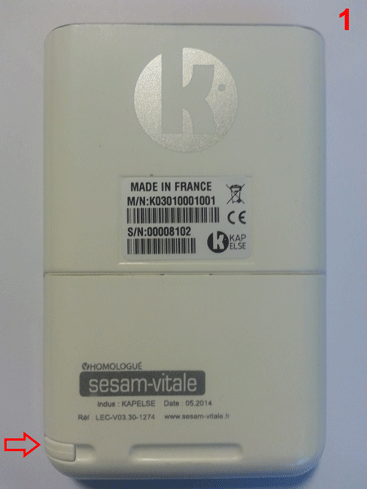 1
K
MADE IN FRANCE
M/N:K03010001001
S/N:00008102
CE
k KAP
ELSE
HOMOLOGUÉ
sesam-vitale
Indus : KAPELSE Date : 05.2014
Réf : LEC-V03.30-1274 www.sesam-vitale.fr